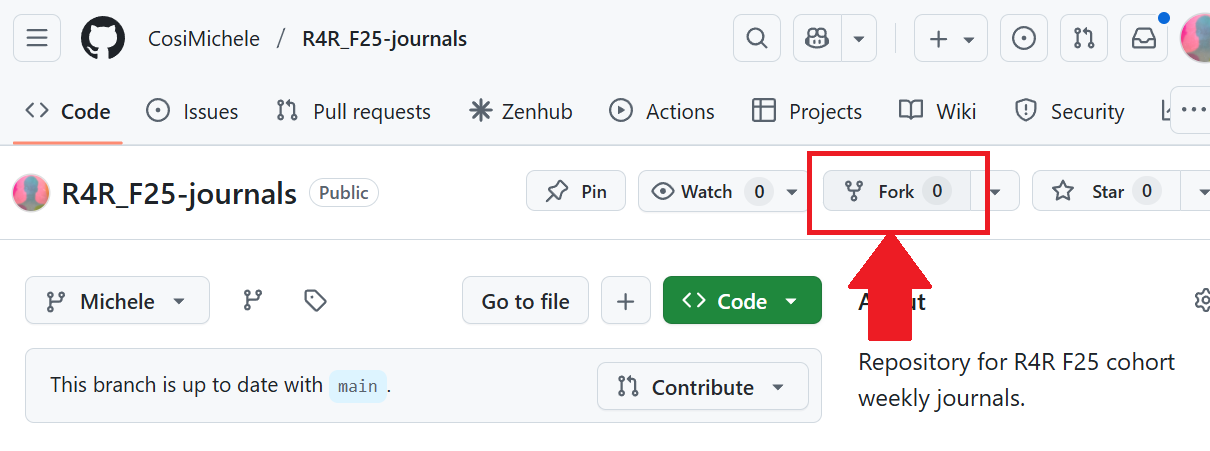 CosiMichele / R4R_F25-journals
Code Issues Pull requests Zenhub Actions Projects Wiki Security
R4R_F25-journals Public Pin Watch 0 Fork 0 Star 0
Michele Go to file Code
This branch is up to date with main. Contribute
Repository for R4R F25 cohort
weekly journals.